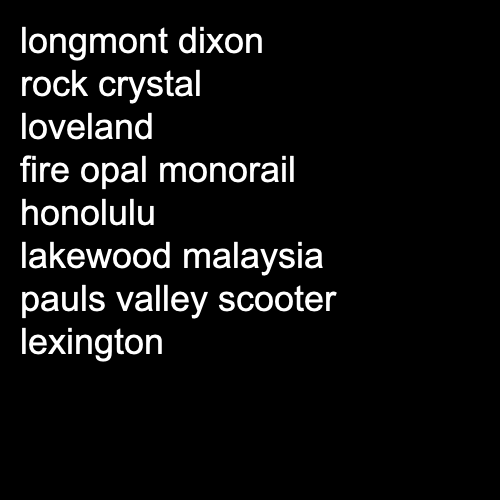 longmont dixon
rock crystal
loveland
fire opal monorail
honolulu
lakewood malaysia
pauls valley scooter
lexington